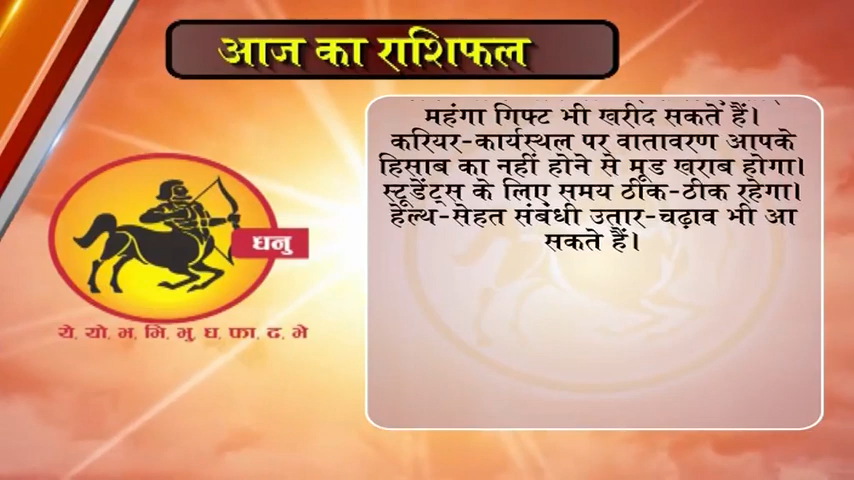 आज का राशिफल
महंगा गिफ्ट भी खरीद सकते हैं।
करियर-कार्यस्थल पर वातावरण आपके
हिसाब का नहीं होने से मूड खराब होगा।
स्टूडेंट्स के लिए समय ठीक-ठीक रहेगा।
हेल्थ-सेहत संबंधी उतार-चढ़ाव भी आ
सकते हैं।
धनु
ये, यो, भ, भि, भु, ध, फा, ढ, भे